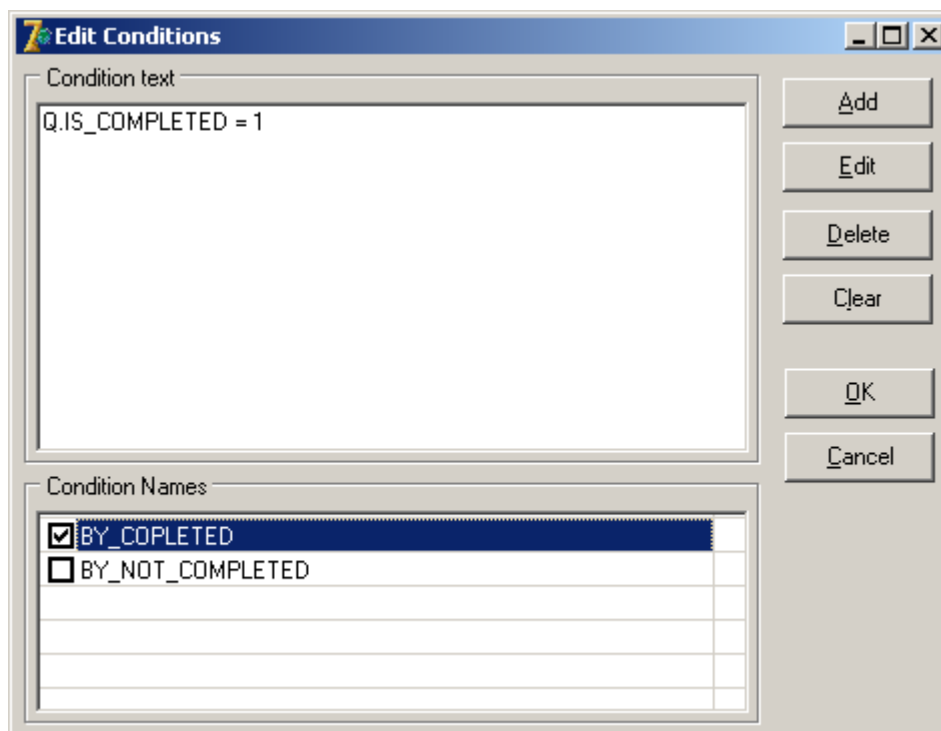 Edit Conditions
Condition text
Q.IS_COMPLETED = 1
Add
Edit
Delete
Clear
OK
Cancel
Condition Names
BY_COPLETED
BY_NOT_COMPLETED